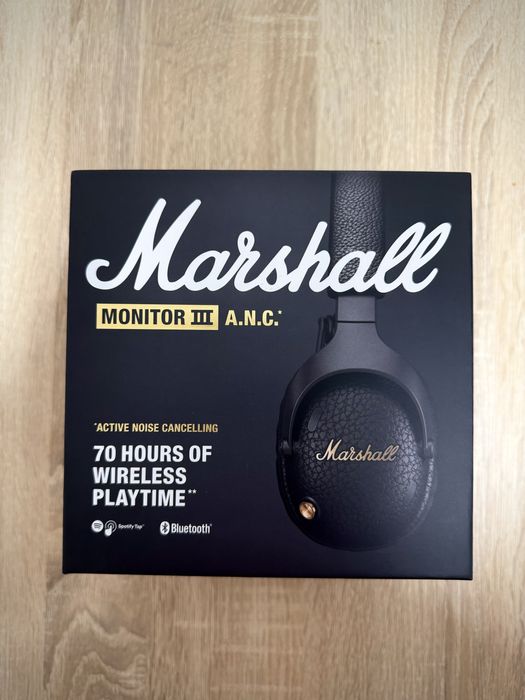 Marshall
MONITOR III A.N.C.*
*ACTIVE NOISE CANCELLING
70 HOURS OF
WIRELESS
PLAYTIME**
Spotify Tap® Bluetooth®
Marshall